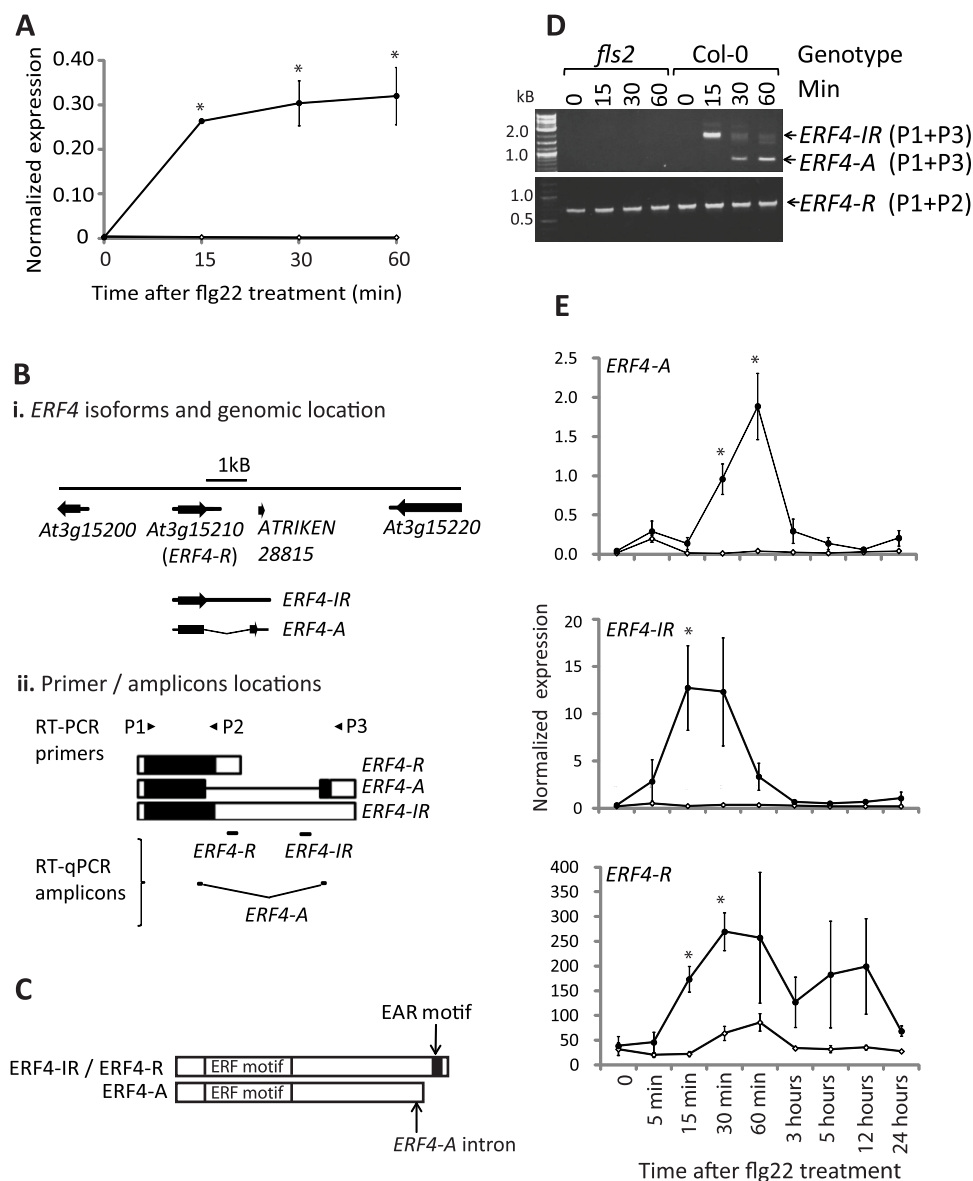 A
Normalized expression
0.40
0.30
0.20
0.10
0
*
*
*
0
15
30
60
Time after flg22 treatment (min)
B
i. ERF4 isoforms and genomic location
1kB
At3g15200
At3g15210
(ERF4-R)
ATRIKEN
28815
At3g15220
ERF4-IR
ERF4-A
ii. Primer / amplicons locations
RT-PCR
primers
P1
P2
P3
ERF4-R
ERF4-A
ERF4-IR
RT-qPCR
amplicons
ERF4-R
ERF4-IR
ERF4-A
C
EAR motif
ERF4-IR / ERF4-R
ERF motif
ERF4-A
ERF motif
ERF4-A intron
D
fls2
Col-0
Genotype
kB
0
15
30
60
0
15
30
60
Min
2.0
1.0
ERF4-IR (P1+P3)
ERF4-A (P1+P3)
1.0
0.5
ERF4-R (P1+P2)
E
Normalized expression
ERF4-A
2.5
2.0
1.5
1.0
0.5
0.0
*
*
ERF4-IR
20
15
10
5
0
*
ERF4-R
400
350
300
250
200
150
100
50
0
*
*
0
5 min
15 min
30 min
60 min
3 hours
5 hours
12 hours
24 hours
Time after flg22 treatment